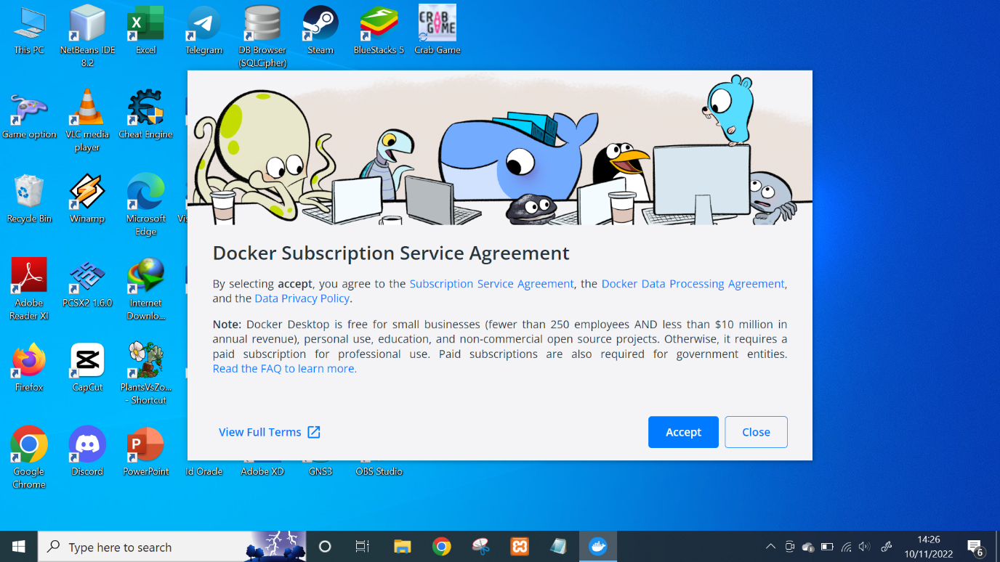 This PC
NetBeans IDE
8.2
Excel
Telegram
DB Browser
(SQLCipher)
Steam
BlueStacks 5
CRAB
GAME
Crab Game
Game option
VLC media
player
Cheat Engine
Recycle Bin
Winamp
Microsoft
Edge
Adobe
Reader XI
PCSX2 1.6.0
Internet
Downlo...
Firefox
CapCut
PlantsVsZo...
- Shortcut
Google
Chrome
Discord
PowerPoint
Id Oracle
Adobe XD
GNS3
OBS Studio
Docker Subscription Service Agreement
By selecting accept, you agree to the Subscription Service Agreement, the Docker Data Processing Agreement,
and the Data Privacy Policy.
Note: Docker Desktop is free for small businesses (fewer than 250 employees AND less than $10 million in
annual revenue), personal use, education, and non-commercial open source projects. Otherwise, it requires a
paid subscription for professional use. Paid subscriptions are also required for government entities.
Read the FAQ to learn more.
View Full Terms
Accept
Close
Type here to search
14:26
10/11/2022
6